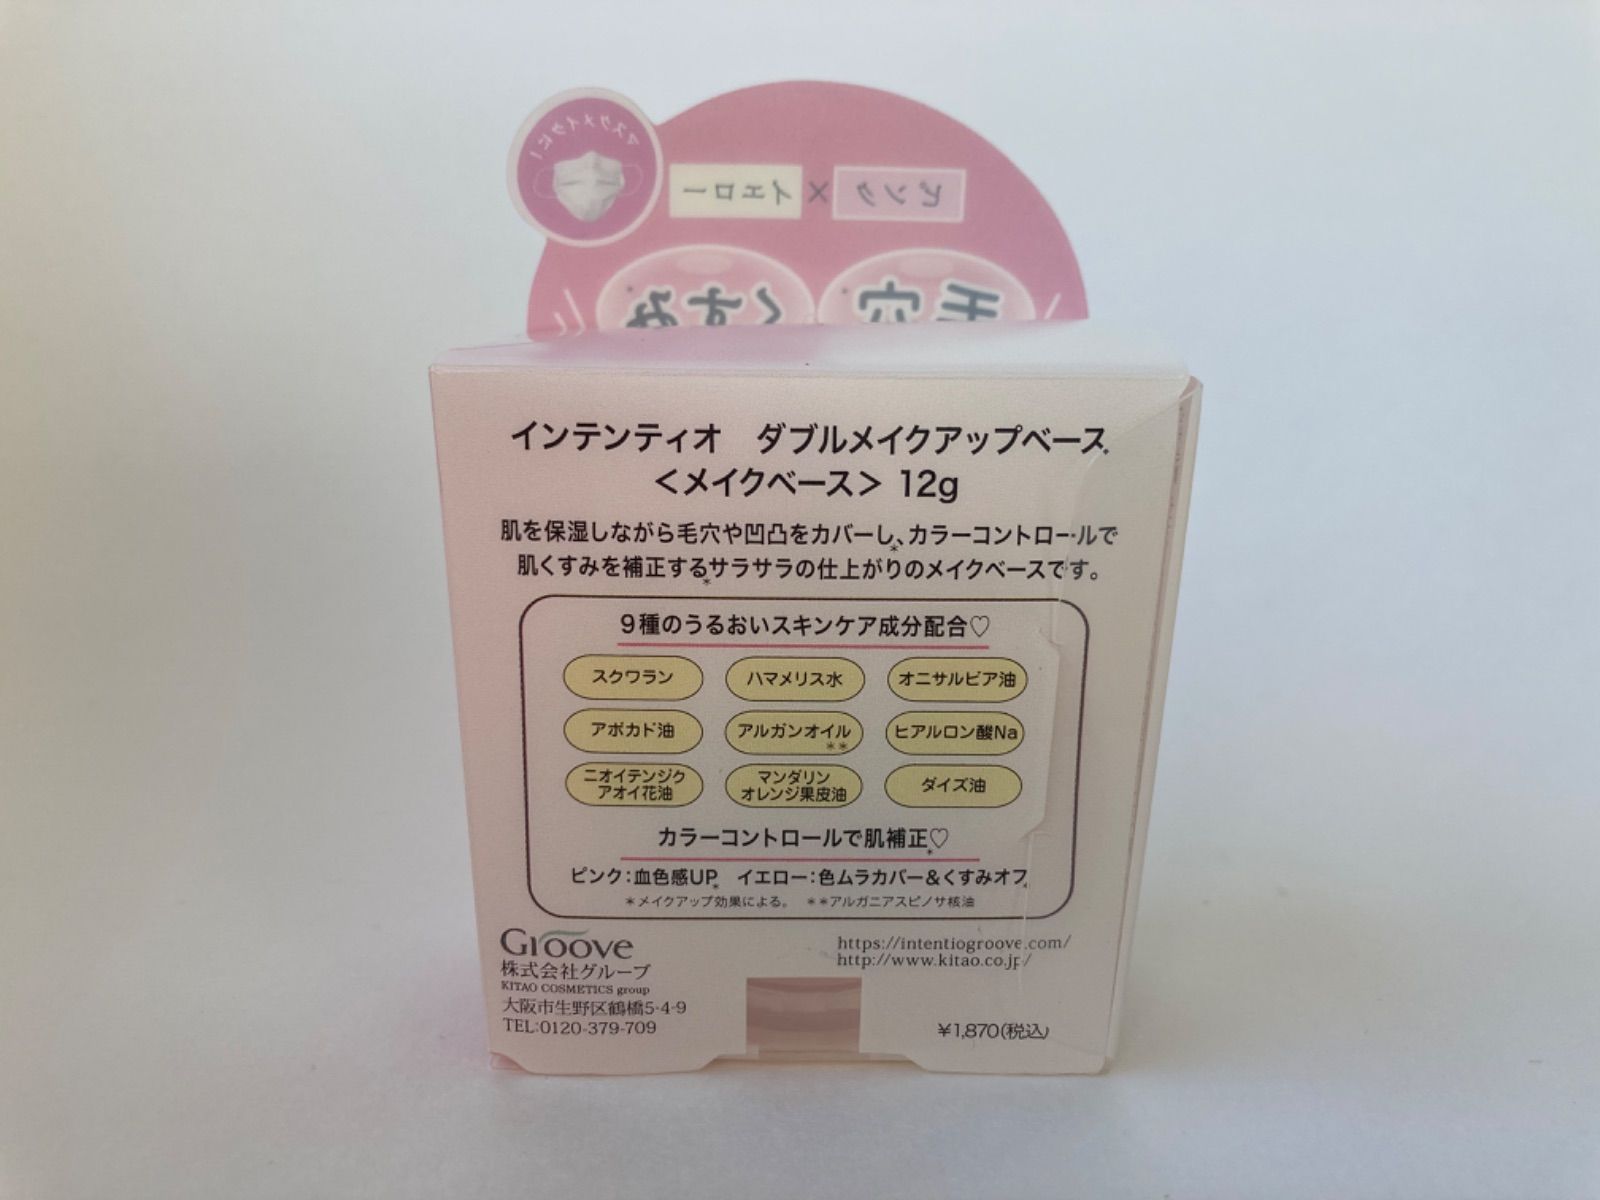 マスクメイクに！
ピンク×イエロー
毛穴* くすみ*
インテンティオ　ダブルメイクアップベース
＜メイクベース＞ 12g
肌を保湿しながら毛穴や凹凸をカバーし*、カラーコントロールで
肌くすみを補正する*サラサラの仕上がりのメイクベースです。
9種のうるおいスキンケア成分配合♡
スクワラン ハマメリス水 オニサルビア油
アボカド油 アルガンオイル** ヒアルロン酸Na
ニオイテンジク
アオイ花油
マンダリン
オレンジ果皮油
ダイズ油
カラーコントロールで肌補正*♡
ピンク：血色感UP*　イエロー：色ムラカバー＆くすみオフ*
＊メイクアップ効果による。　＊＊アルガニアスピノサ核油
Groove
株式会社グルーブ
KITAO COSMETICS group
大阪市生野区鶴橋5-4-9
TEL:0120-379-709
https://intentiogroove.com/
http://www.kitao.co.jp/
¥1,870(税込)